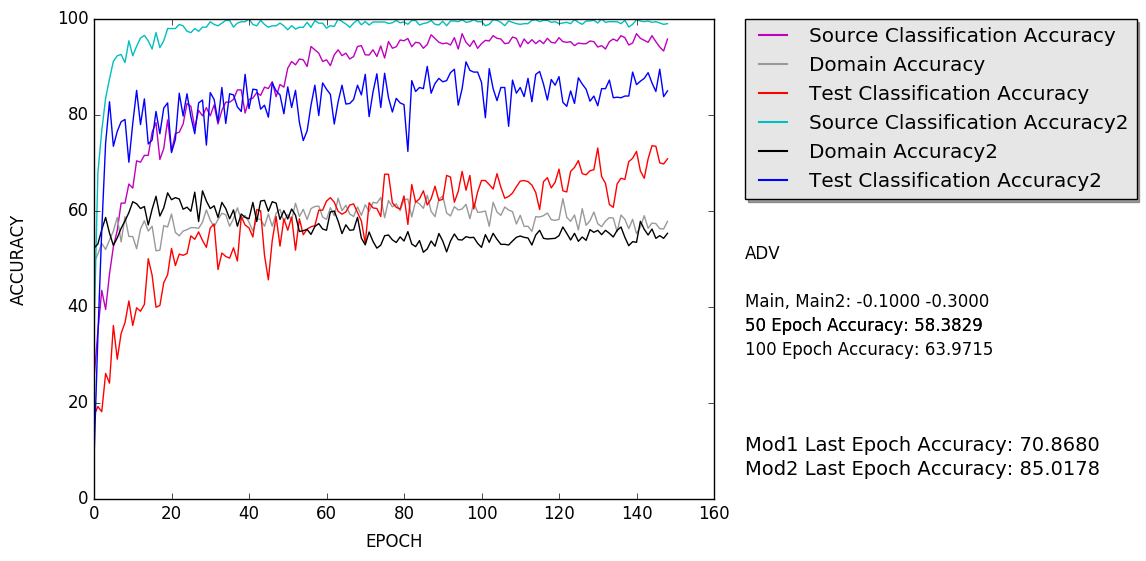 100
80
60
40
20
0
0 20 40 60 80 100 120 140 160
ACCURACY
EPOCH
Source Classification Accuracy
Domain Accuracy
Test Classification Accuracy
Source Classification Accuracy2
Domain Accuracy2
Test Classification Accuracy2
ADV
Main, Main2: -0.1000 -0.3000
50 Epoch Accuracy: 58.3829
100 Epoch Accuracy: 63.9715
Mod1 Last Epoch Accuracy: 70.8680
Mod2 Last Epoch Accuracy: 85.0178